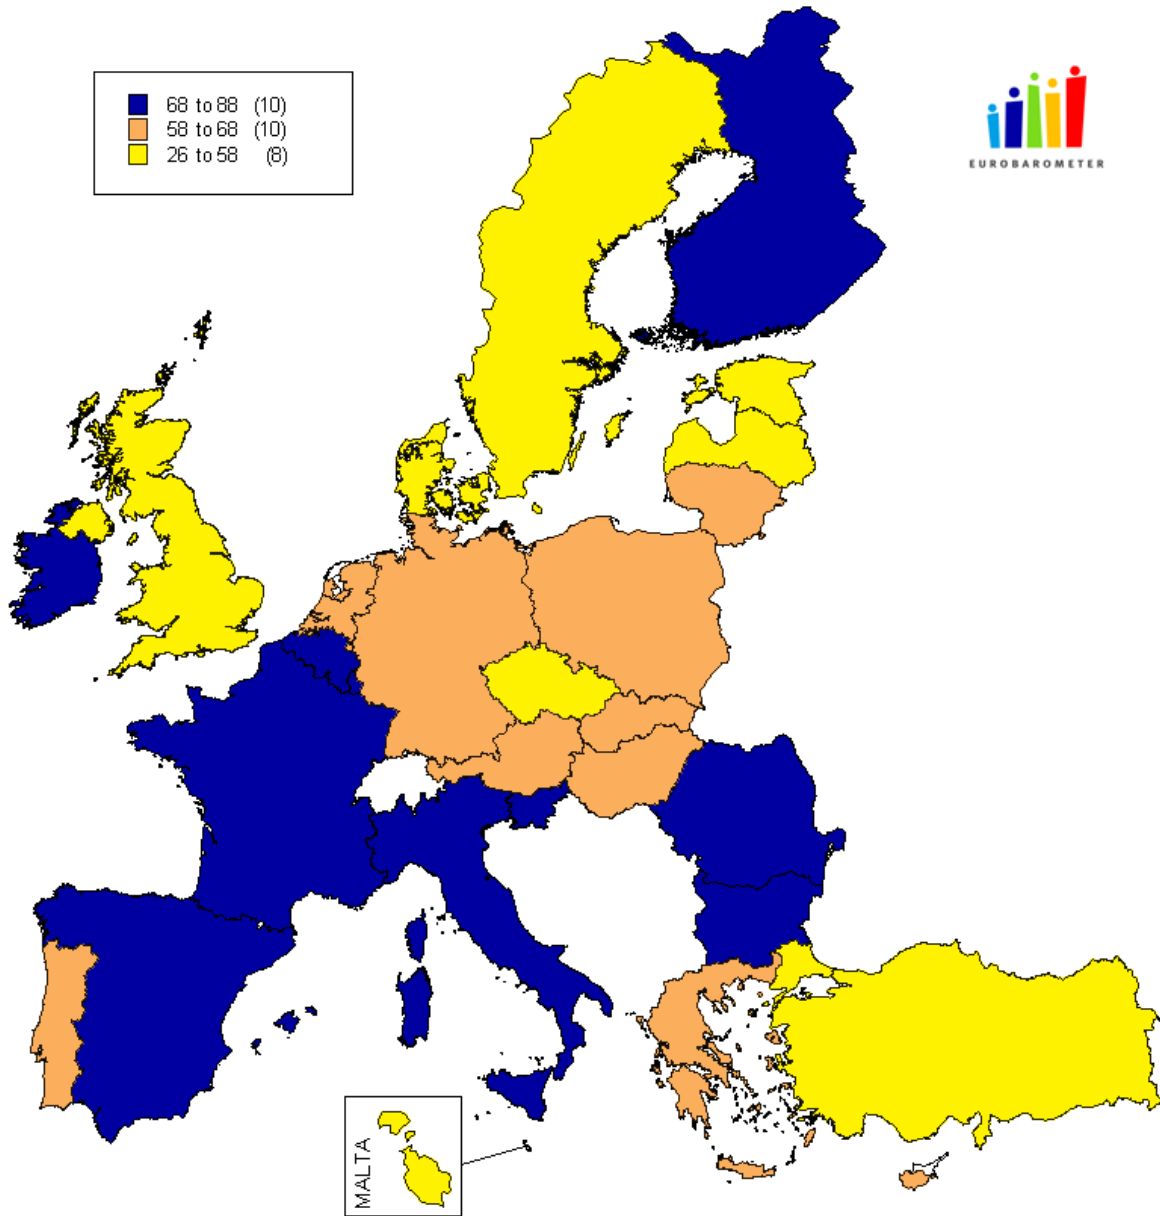 68 to 88 (10)
58 to 68 (10)
26 to 58 (8)
EUROBAROMETER
MALTA